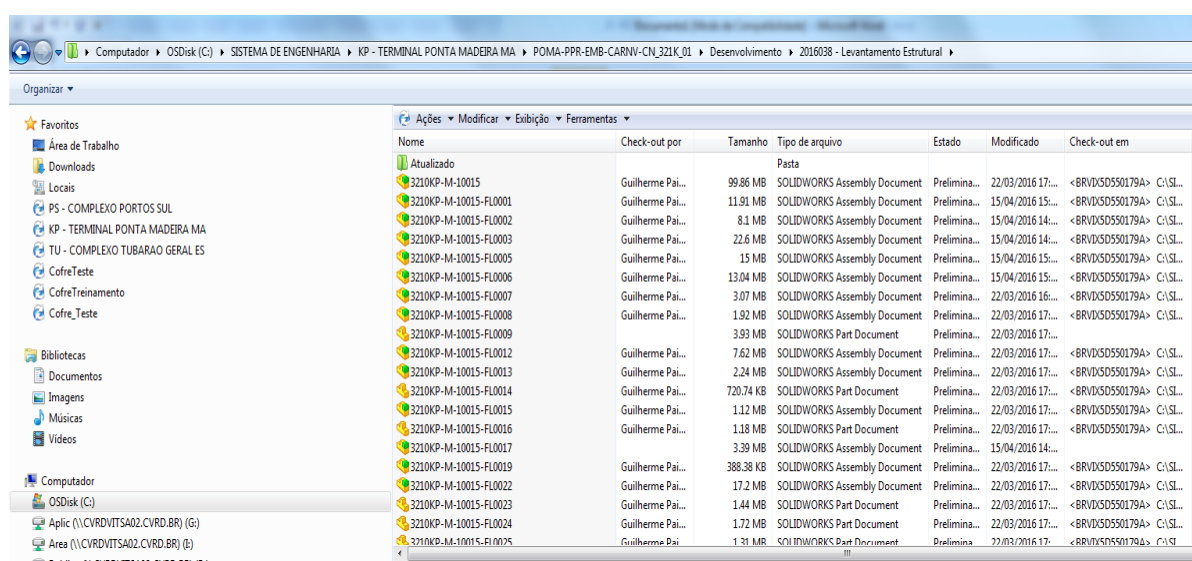 Computador ▸ OSDisk (C:) ▸ SISTEMA DE ENGENHARIA ▸ KP - TERMINAL PONTA MADEIRA MA ▸ POMA-PPR-EMB-CARNV-CN_321K_01 ▸ Desenvolvimento ▸ 2016038 - Levantamento Estrutural ▸
Organizar
Favoritos
Área de Trabalho
Downloads
Locais
PS - COMPLEXO PORTOS SUL
KP - TERMINAL PONTA MADEIRA MA
TU - COMPLEXO TUBARAO GERAL ES
CofreTeste
CofreTreinamento
Cofre_Teste
Bibliotecas
Documentos
Imagens
Músicas
Vídeos
Computador
OSDisk (C:)
Aplic (\\CVRDVITSA02.CVRD.BR) (G:)
Area (\\CVRDVITSA02.CVRD.BR) (I:)
Ações Modificar Exibição Ferramentas
Nome Check-out por Tamanho Tipo de arquivo Estado Modificado Check-out em
Atualizado Pasta
3210KP-M-10015 Guilherme Pai... 99.86 MB SOLIDWORKS Assembly Document Prelimina... 22/03/2016 17:... <BRVIX5D550179A> C:\SI...
3210KP-M-10015-FL0001 Guilherme Pai... 11.91 MB SOLIDWORKS Assembly Document Prelimina... 15/04/2016 15:... <BRVIX5D550179A> C:\SI...
3210KP-M-10015-FL0002 Guilherme Pai... 8.1 MB SOLIDWORKS Assembly Document Prelimina... 15/04/2016 14:... <BRVIX5D550179A> C:\SI...
3210KP-M-10015-FL0003 Guilherme Pai... 22.6 MB SOLIDWORKS Assembly Document Prelimina... 15/04/2016 14:... <BRVIX5D550179A> C:\SI...
3210KP-M-10015-FL0005 Guilherme Pai... 15 MB SOLIDWORKS Assembly Document Prelimina... 15/04/2016 15:... <BRVIX5D550179A> C:\SI...
3210KP-M-10015-FL0006 Guilherme Pai... 13.04 MB SOLIDWORKS Assembly Document Prelimina... 15/04/2016 15:... <BRVIX5D550179A> C:\SI...
3210KP-M-10015-FL0007 Guilherme Pai... 3.07 MB SOLIDWORKS Assembly Document Prelimina... 22/03/2016 16:... <BRVIX5D550179A> C:\SI...
3210KP-M-10015-FL0008 Guilherme Pai... 1.92 MB SOLIDWORKS Assembly Document Prelimina... 22/03/2016 17:... <BRVIX5D550179A> C:\SI...
3210KP-M-10015-FL0009 3.93 MB SOLIDWORKS Part Document Prelimina... 22/03/2016 17:...
3210KP-M-10015-FL0012 Guilherme Pai... 7.62 MB SOLIDWORKS Assembly Document Prelimina... 22/03/2016 17:... <BRVIX5D550179A> C:\SI...
3210KP-M-10015-FL0013 Guilherme Pai... 2.24 MB SOLIDWORKS Assembly Document Prelimina... 22/03/2016 17:... <BRVIX5D550179A> C:\SI...
3210KP-M-10015-FL0014 Guilherme Pai... 720.74 KB SOLIDWORKS Part Document Prelimina... 22/03/2016 17:... <BRVIX5D550179A> C:\SI...
3210KP-M-10015-FL0015 Guilherme Pai... 1.12 MB SOLIDWORKS Assembly Document Prelimina... 22/03/2016 17:... <BRVIX5D550179A> C:\SI...
3210KP-M-10015-FL0016 Guilherme Pai... 1.18 MB SOLIDWORKS Part Document Prelimina... 22/03/2016 17:... <BRVIX5D550179A> C:\SI...
3210KP-M-10015-FL0017 3.39 MB SOLIDWORKS Assembly Document Prelimina... 15/04/2016 14:...
3210KP-M-10015-FL0019 Guilherme Pai... 388.38 KB SOLIDWORKS Assembly Document Prelimina... 22/03/2016 17:... <BRVIX5D550179A> C:\SI...
3210KP-M-10015-FL0022 Guilherme Pai... 17.2 MB SOLIDWORKS Assembly Document Prelimina... 22/03/2016 17:... <BRVIX5D550179A> C:\SI...
3210KP-M-10015-FL0023 Guilherme Pai... 1.44 MB SOLIDWORKS Part Document Prelimina... 22/03/2016 17:... <BRVIX5D550179A> C:\SI...
3210KP-M-10015-FL0024 Guilherme Pai... 1.72 MB SOLIDWORKS Part Document Prelimina... 22/03/2016 17:... <BRVIX5D550179A> C:\SI...
3210KP-M-10015-FL0025 Guilherme Pai... 1.31 MB SOLIDWORKS Part Document Prelimina... 22/03/2016 17:... <BRVIX5D550179A> C:\SI...